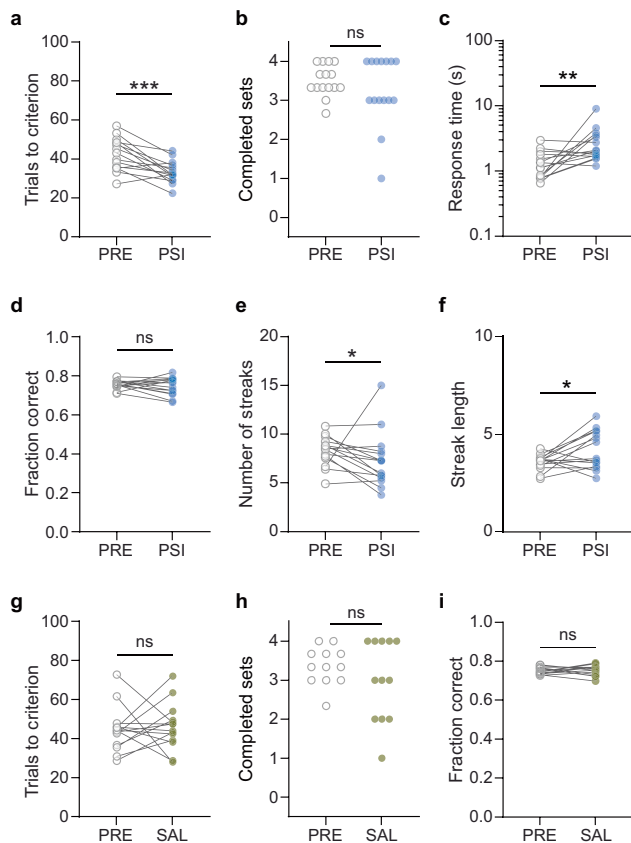 a
b
c
***
ns
**
Trials to criterion
100
80
60
40
20
0
Completed sets
4
3
2
1
0
Response time (s)
100
10
1
0.1
PRE PSI
PRE PSI
PRE PSI
d
e
f
ns
*
*
Fraction correct
1.0
0.8
0.6
0.4
0.2
0.0
Number of streaks
20
15
10
5
0
Streak length
10
5
0
PRE PSI
PRE PSI
PRE PSI
g
h
i
ns
ns
ns
Trials to criterion
100
80
60
40
20
0
Completed sets
4
3
2
1
0
Fraction correct
1.0
0.8
0.6
0.4
0.2
0.0
PRE SAL
PRE SAL
PRE SAL